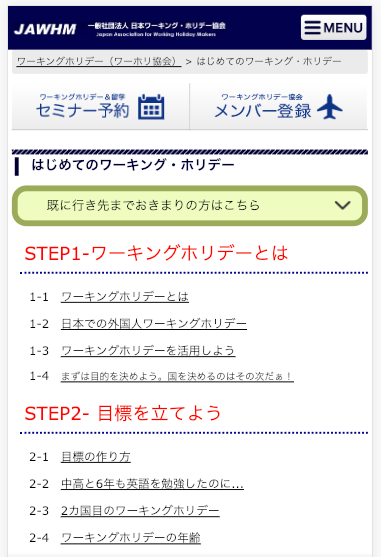 JAWHM 一般社団法人 日本ワーキング・ホリデー協会
Japan Association for Working Holiday Makers
MENU
ワーキングホリデー（ワーホリ協会） > はじめてのワーキング・ホリデー
ワーキングホリデー＆留学
セミナー予約
ワーキングホリデー協会
メンバー登録
はじめてのワーキング・ホリデー
既に行き先までおきまりの方はこちら
STEP1-ワーキングホリデーとは
1-1 ワーキングホリデーとは
1-2 日本での外国人ワーキングホリデー
1-3 ワーキングホリデーを活用しよう
1-4 まずは目的を決めよう。国を決めるのはその次だぁ！
STEP2- 目標を立てよう
2-1 目標の作り方
2-2 中高と6年も英語を勉強したのに...
2-3 2カ国目のワーキングホリデー
2-4 ワーキングホリデーの年齢